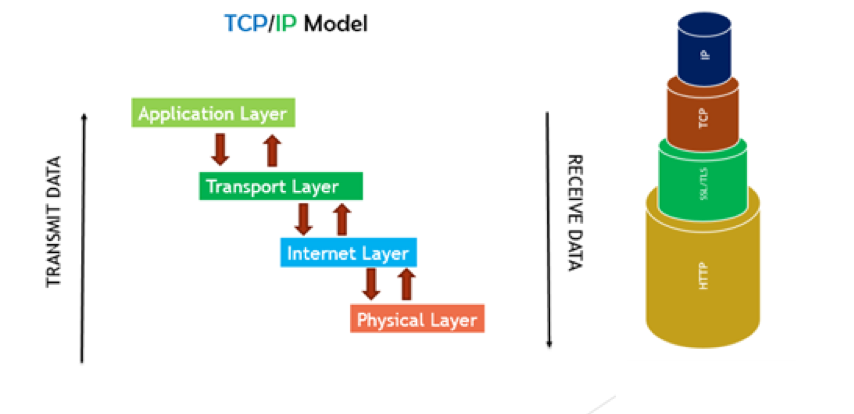 TCP/IP Model
Application Layer
Transport Layer
Internet Layer
Physical Layer
TRANSMIT DATA
RECEIVE DATA
IP
TCP
SSL/TLS
HTTP